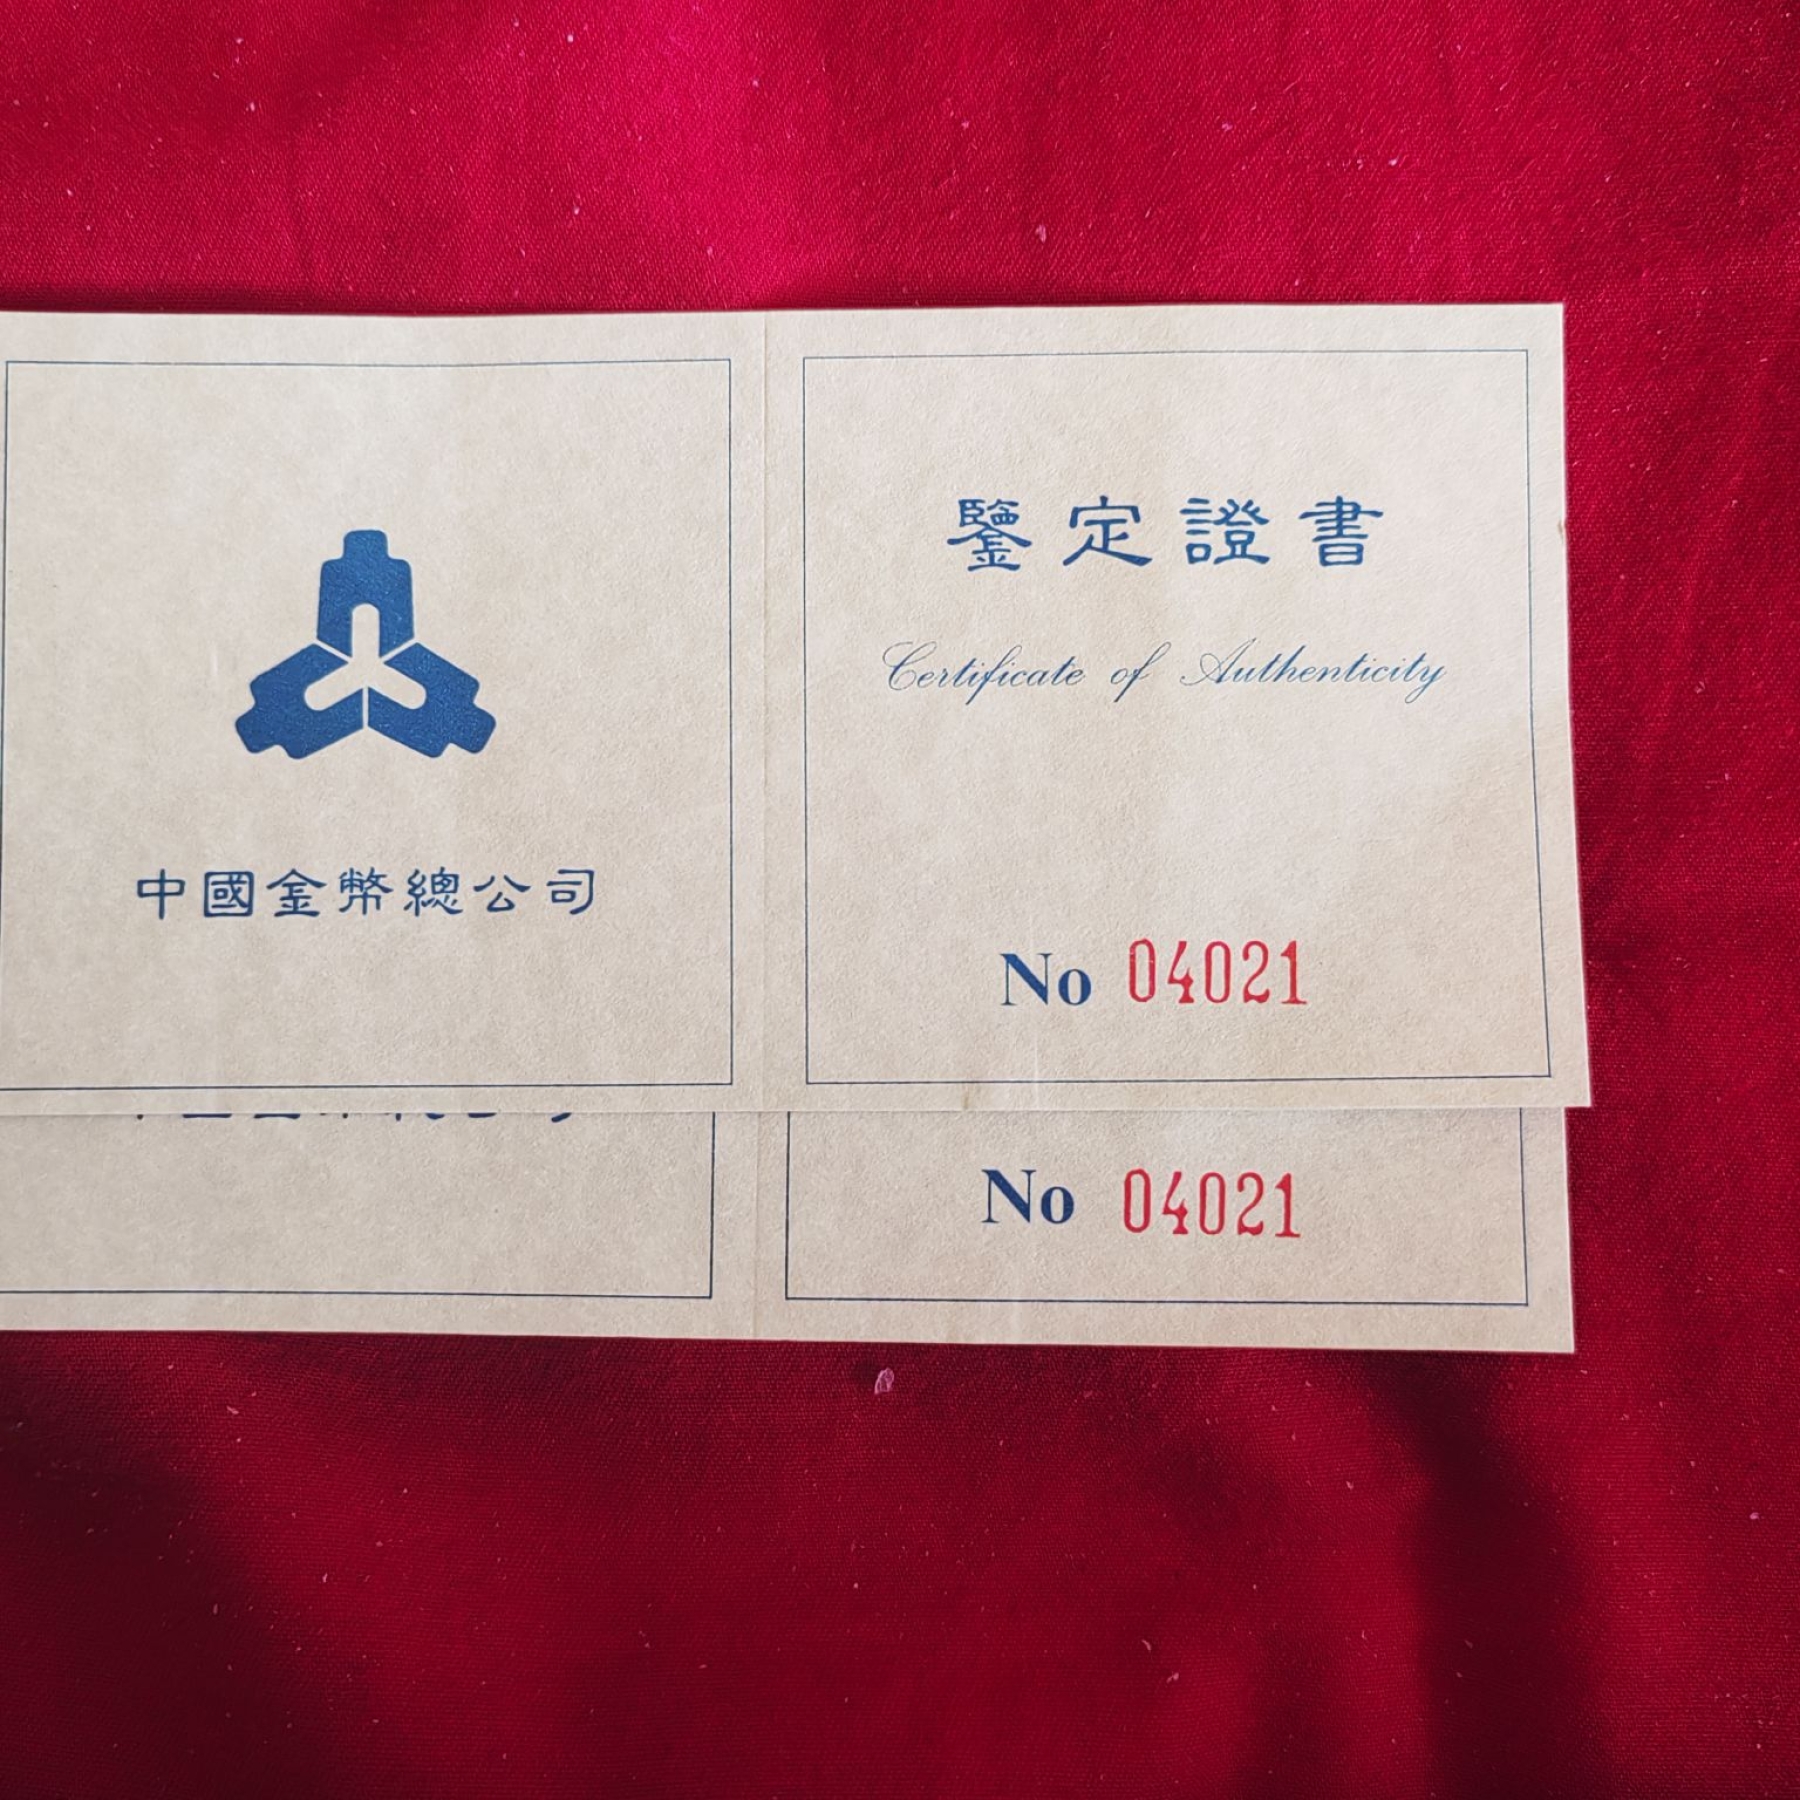 鑒定證書
Certificate of Authenticity
中國金幣總公司
No 04021
No 04021